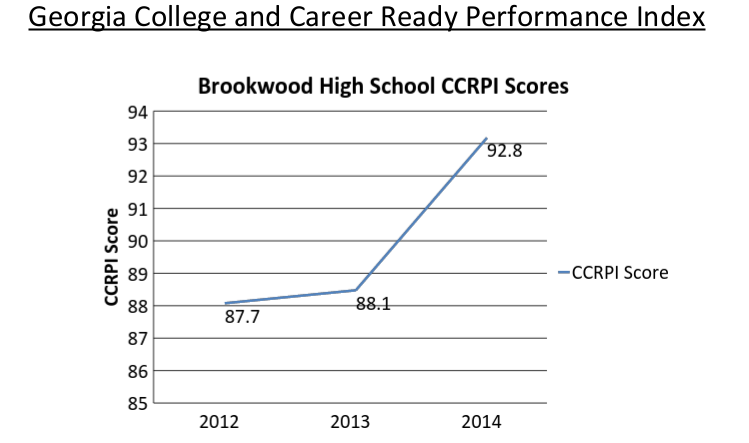 Georgia College and Career Ready Performance Index
Brookwood High School CCRPI Scores
94
93
92
91
90
89
88
87
86
85
CCRPI Score
87.7
88.1
92.8
2012 2013 2014
CCRPI Score